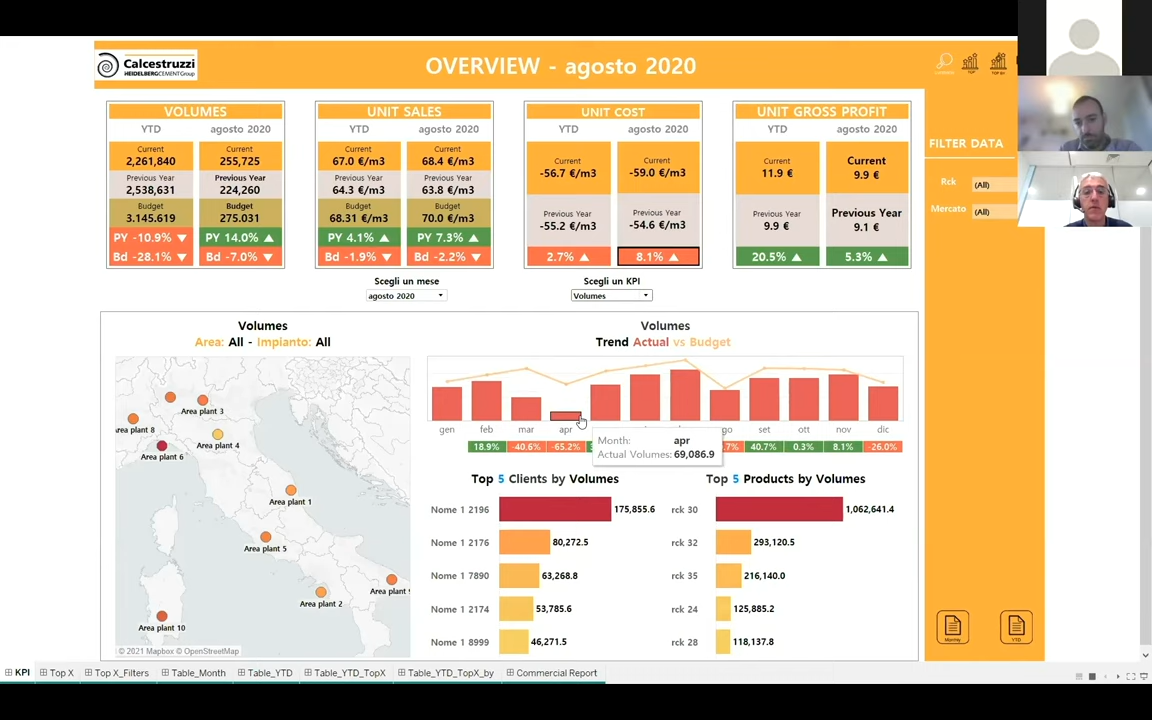 Calcestruzzi
HEIDELBERGCEMENT Group
OVERVIEW - agosto 2020
VOLUMES
YTD agosto 2020
Current Current
2,261,840 255,725
Previous Year Previous Year
2,538,631 224,260
Budget Budget
3.145.619 275.031
PY -10.9% ▼ PY 14.0% ▲
Bd -28.1% ▼ Bd -7.0% ▼
UNIT SALES
YTD agosto 2020
Current Current
67.0 €/m3 68.4 €/m3
Previous Year Previous Year
64.3 €/m3 63.8 €/m3
Budget Budget
68.31 €/m3 70.0 €/m3
PY 4.1% ▲ PY 7.3% ▲
Bd -1.9% ▼ Bd -2.2% ▼
UNIT COST
YTD agosto 2020
Current Current
-56.7 €/m3 -59.0 €/m3
Previous Year Previous Year
-55.2 €/m3 -54.6 €/m3
2.7% ▲ 8.1% ▲
UNIT GROSS PROFIT
YTD agosto 2020
Current Current
11.9 € 9.9 €
Previous Year Previous Year
9.9 € 9.1 €
20.5% ▲ 5.3% ▲
FILTER DATA
Rck (All)
Mercato (All)
Scegli un mese
agosto 2020
Scegli un KPI
Volumes
Volumes
Area: All - Impianto: All
Area plant 3
area plant 8
Area plant 4
Area plant 6
Area plant 1
Area plant 5
Area plant
Area plant 2
Area plant 10
© 2021 Mapbox © OpenStreetMap
Volumes
Trend Actual vs Budget
gen feb mar apr go set ott nov dic
18.9% -40.6% -65.2% .7% 40.7% 0.3% 8.1% -26.0%
Month: apr
Actual Volumes: 69,086.9
Top 5 Clients by Volumes
Nome 1 2196 175,855.6
Nome 1 2176 80,272.5
Nome 1 7890 63,268.8
Nome 1 2174 53,785.6
Nome 1 8999 46,271.5
Top 5 Products by Volumes
rck 30 1,062,641.4
rck 32 293,120.5
rck 35 216,140.0
rck 24 125,885.2
rck 28 118,137.8
Monthly YTD
KPI Top X Top X_Filters Table_Month Table_YTD Table_YTD_TopX Table_YTD_TopX_by Commercial Report